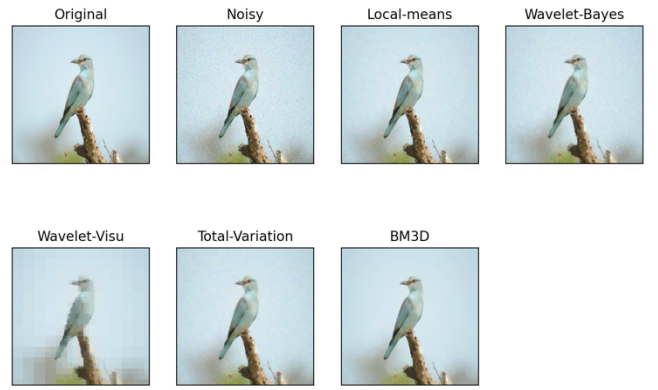 Original
Noisy
Local-means
Wavelet-Bayes
Wavelet-Visu
Total-Variation
BM3D